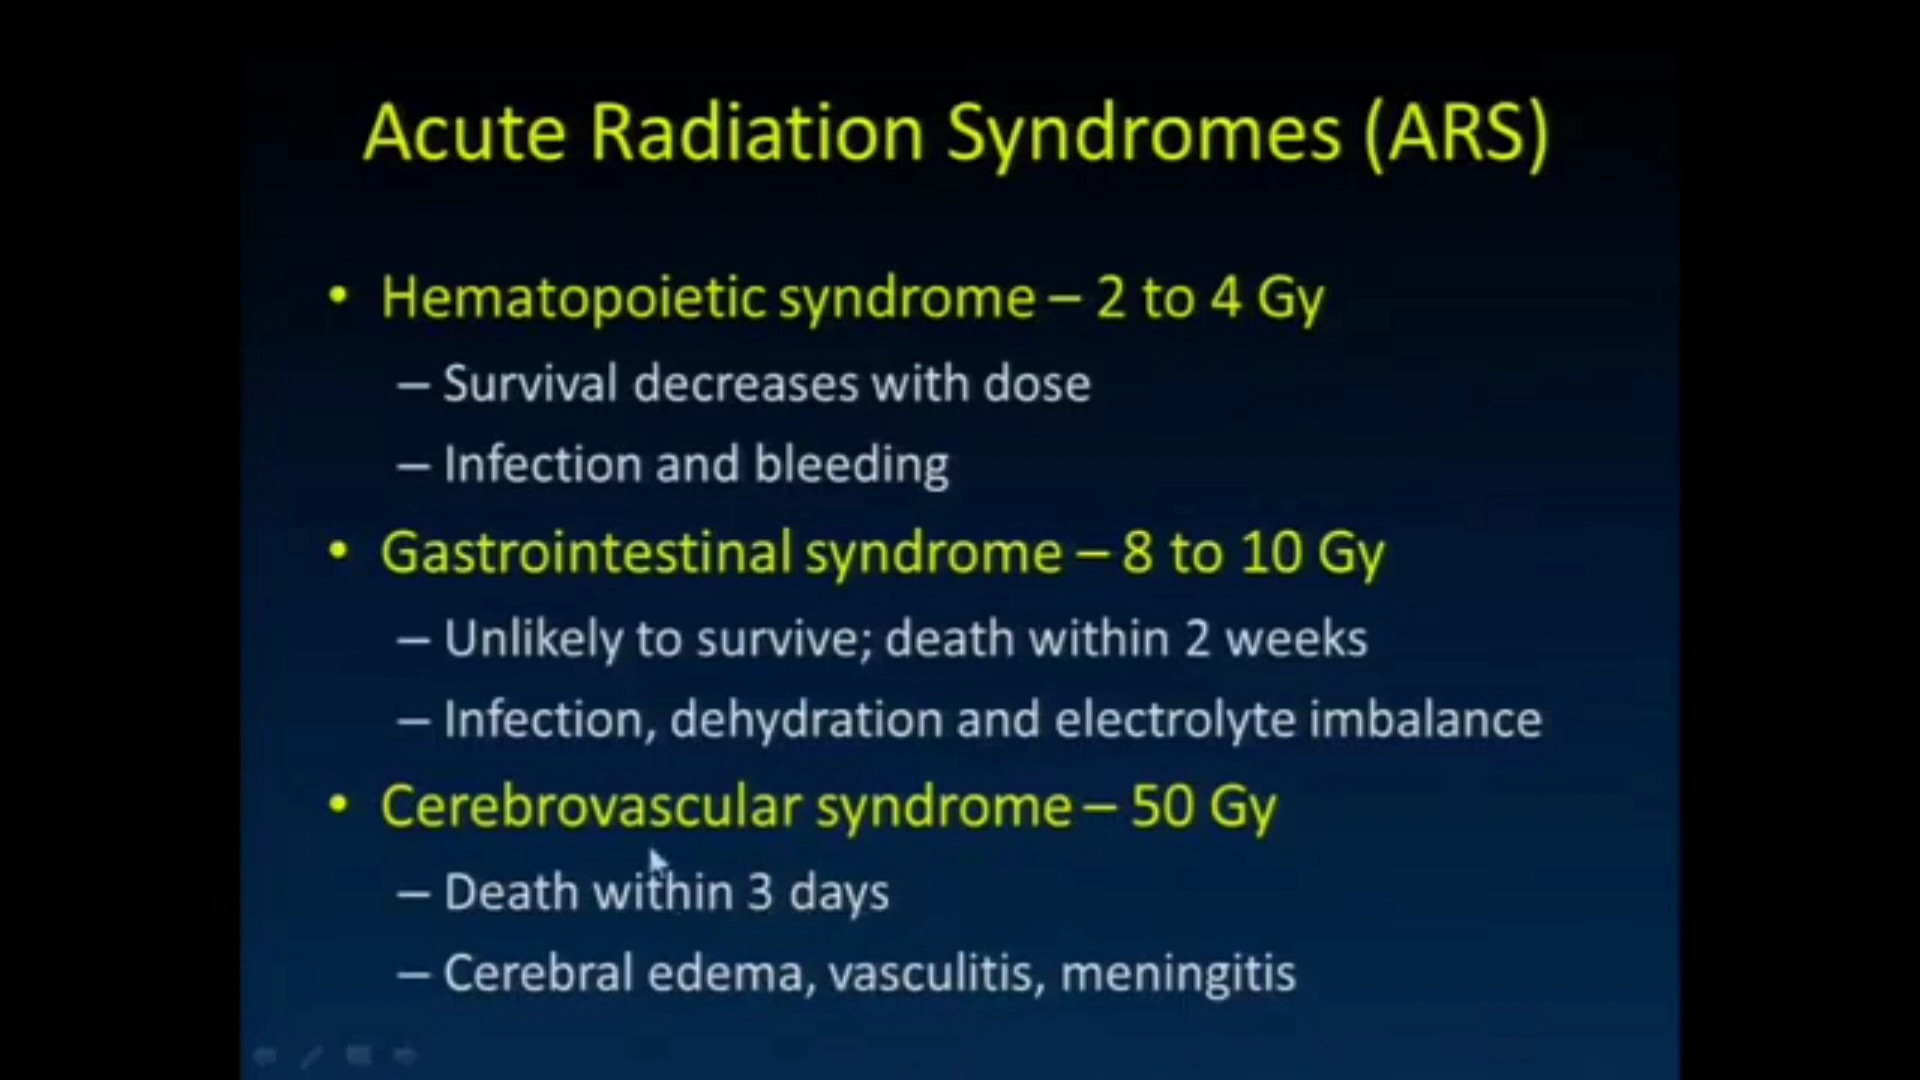 Acute Radiation Syndromes (ARS)
• Hematopoietic syndrome – 2 to 4 Gy
– Survival decreases with dose
– Infection and bleeding
• Gastrointestinal syndrome – 8 to 10 Gy
– Unlikely to survive; death within 2 weeks
– Infection, dehydration and electrolyte imbalance
• Cerebrovascular syndrome – 50 Gy
– Death within 3 days
– Cerebral edema, vasculitis, meningitis